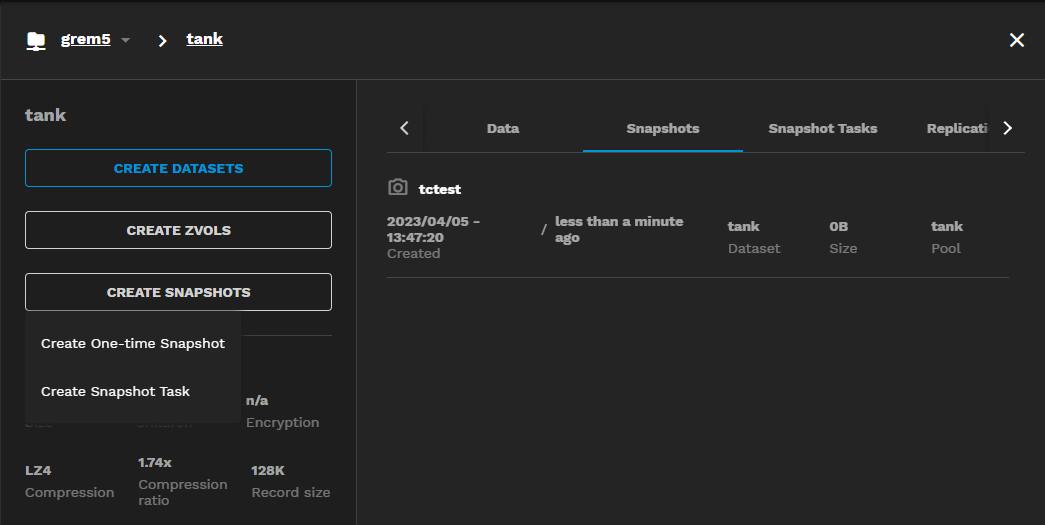 grem5
tank
tank
CREATE DATASETS
CREATE ZVOLS
CREATE SNAPSHOTS
Create One-time Snapshot
Create Snapshot Task
n/a
Encryption
LZ4
Compression
1.74x
Compression
ratio
128K
Record size
Data
Snapshots
Snapshot Tasks
Replicati
tctest
2023/04/05 -
13:47:20
Created
/
less than a minute
ago
tank
Dataset
0B
Size
tank
Pool